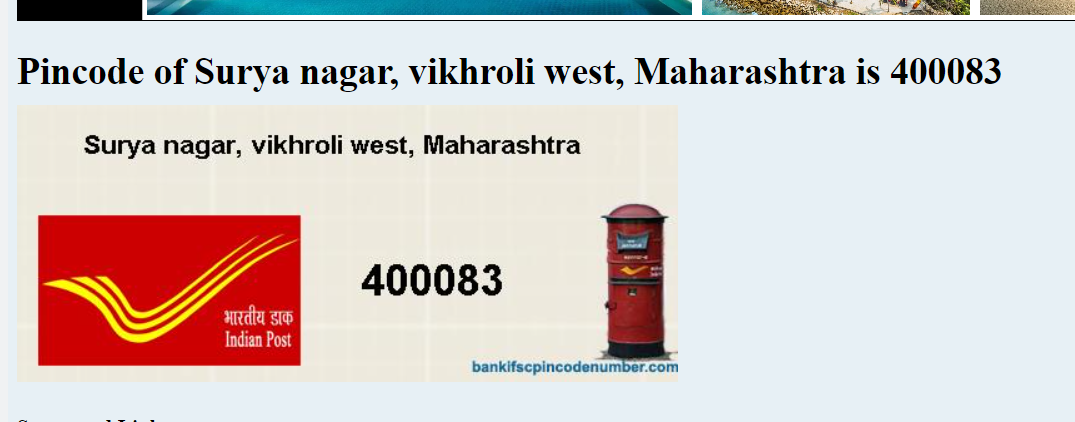 Pincode of Surya nagar, vikhroli west, Maharashtra is 400083
Surya nagar, vikhroli west, Maharashtra
400083
भारतीय डाक
Indian Post
bankifscpincodenumber.com